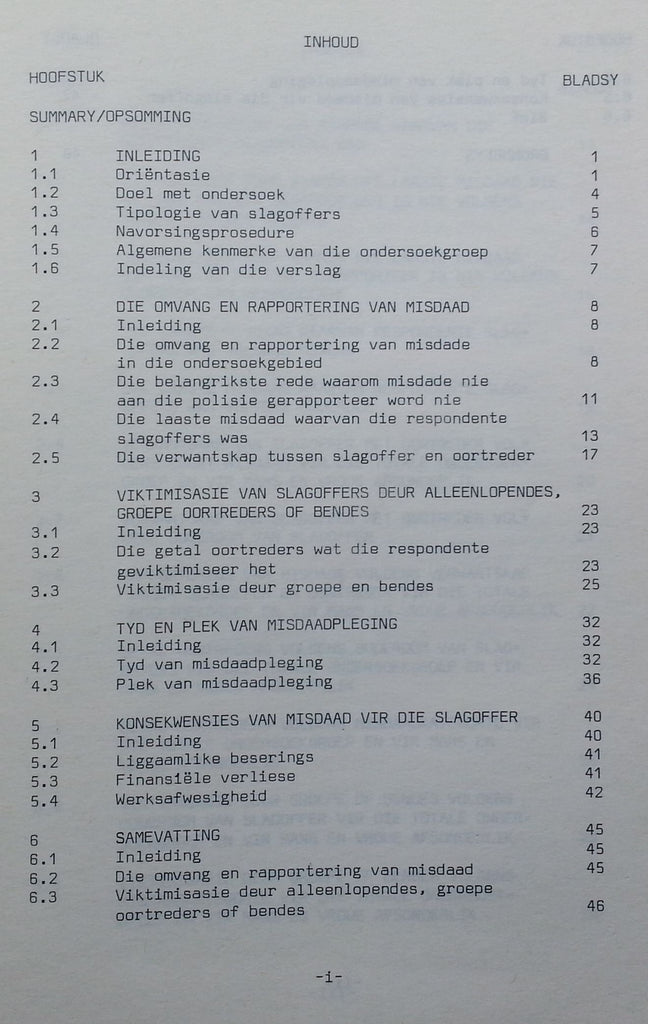 INHOUD
HOOFSTUK BLADSY
SUMMARY/OPSOMMING
1 INLEIDING 1
1.1 Oriëntasie 1
1.2 Doel met ondersoek 4
1.3 Tipologie van slagoffers 5
1.4 Navorsingsprosedure 6
1.5 Algemene kenmerke van die ondersoekgroep 7
1.6 Indeling van die verslag 7
2 DIE OMVANG EN RAPPORTERING VAN MISDAAD 8
2.1 Inleiding 8
2.2 Die omvang en rapportering van misdade
in die ondersoekgebied 8
2.3 Die belangrikste rede waarom misdade nie
aan die polisie gerapporteer word nie 11
2.4 Die laaste misdaad waarvan die respondente
slagoffers was 13
2.5 Die verwantskap tussen slagoffer en oortreder 17
3 VIKTIMISASIE VAN SLAGOFFERS DEUR ALLEENLOPENDES,
GROEPE OORTREDERS OF BENDES 23
3.1 Inleiding 23
3.2 Die getal oortreders wat die respondente
geviktimiseer het 23
3.3 Viktimisasie deur groepe en bendes 25
4 TYD EN PLEK VAN MISDAADPLEGING 32
4.1 Inleiding 32
4.2 Tyd van misdaadpleging 32
4.3 Plek van misdaadpleging 36
5 KONSEKWENSIES VAN MISDAAD VIR DIE SLAGOFFER 40
5.1 Inleiding 40
5.2 Liggaamlike beserings 41
5.3 Finansiële verliese 41
5.4 Werksafwesigheid 42
6 SAMEVATTING 45
6.1 Inleiding 45
6.2 Die omvang en rapportering van misdaad 45
6.3 Viktimisasie deur alleenlopendes, groepe
oortreders of bendes 46
-i-